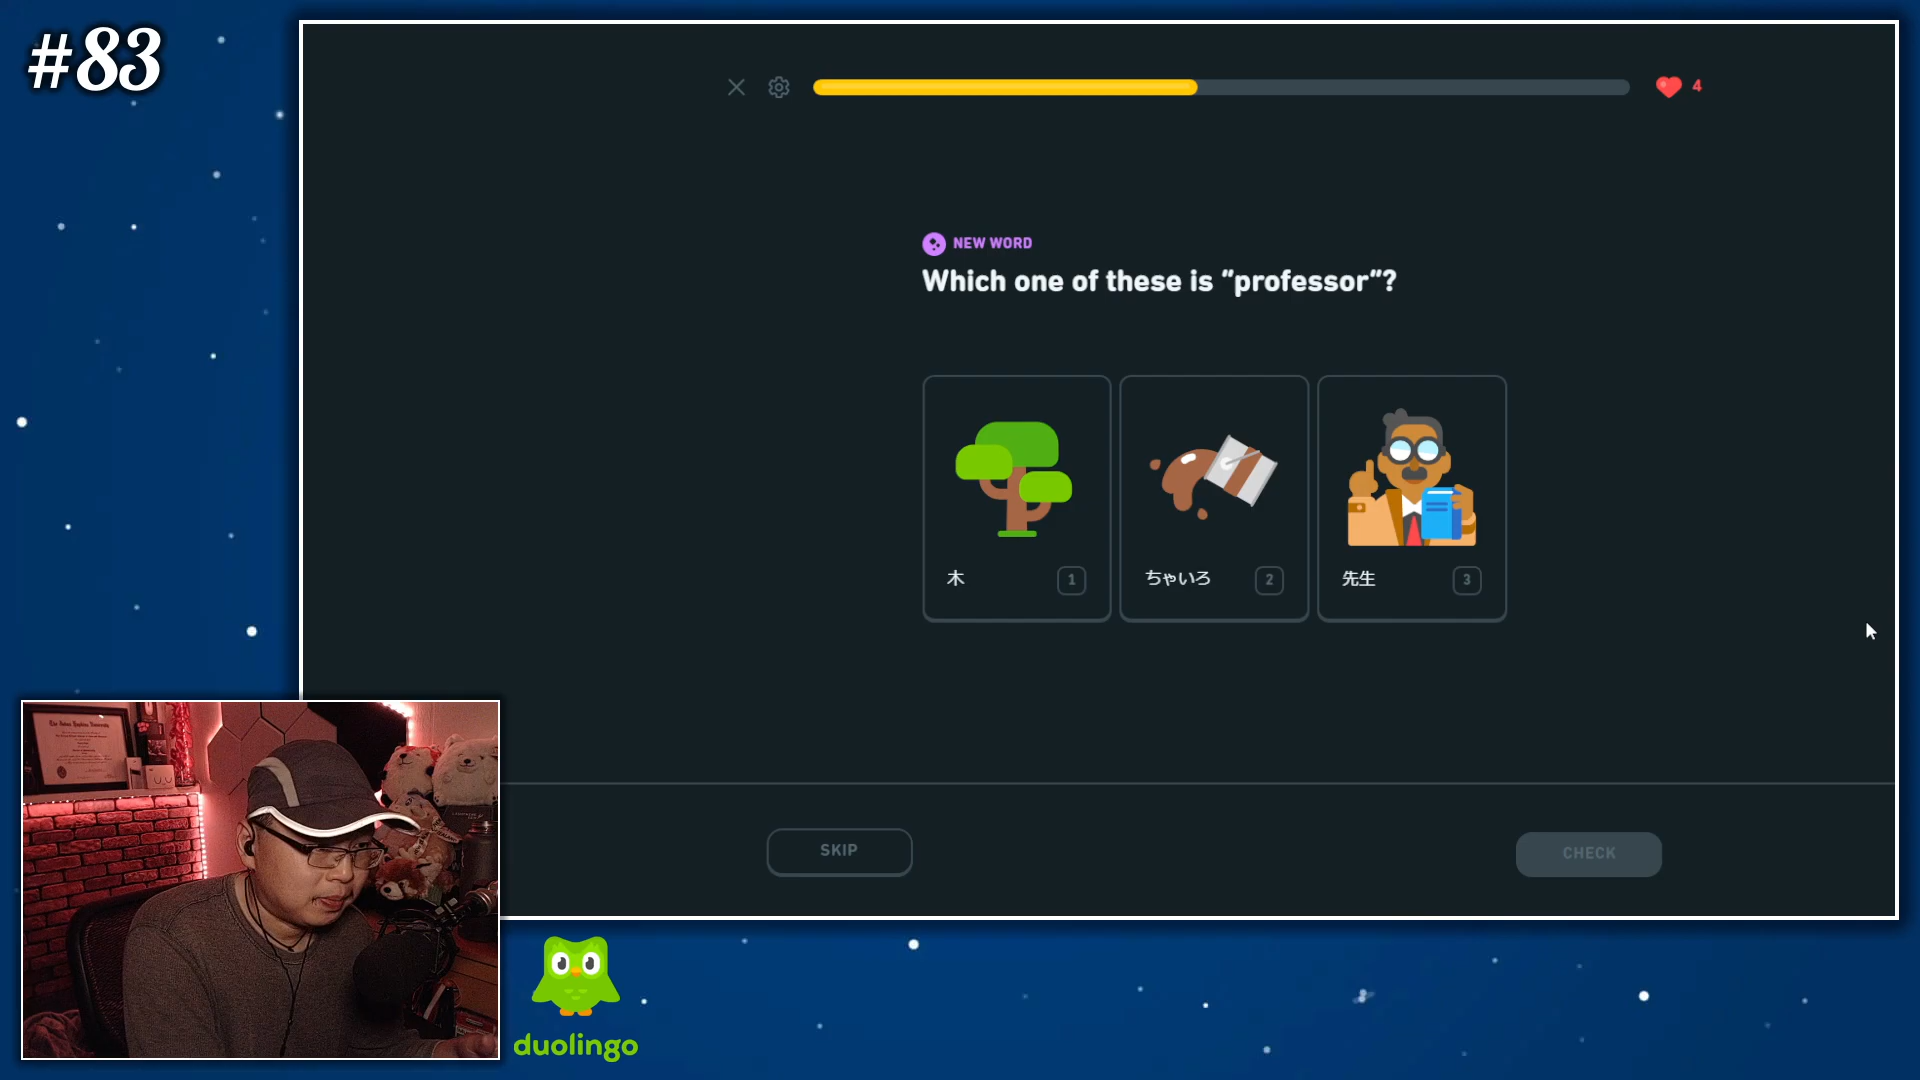 #83
4
NEW WORD
Which one of these is “professor”?
木 1
ちゃいろ 2
先生 3
SKIP
CHECK
duolingo